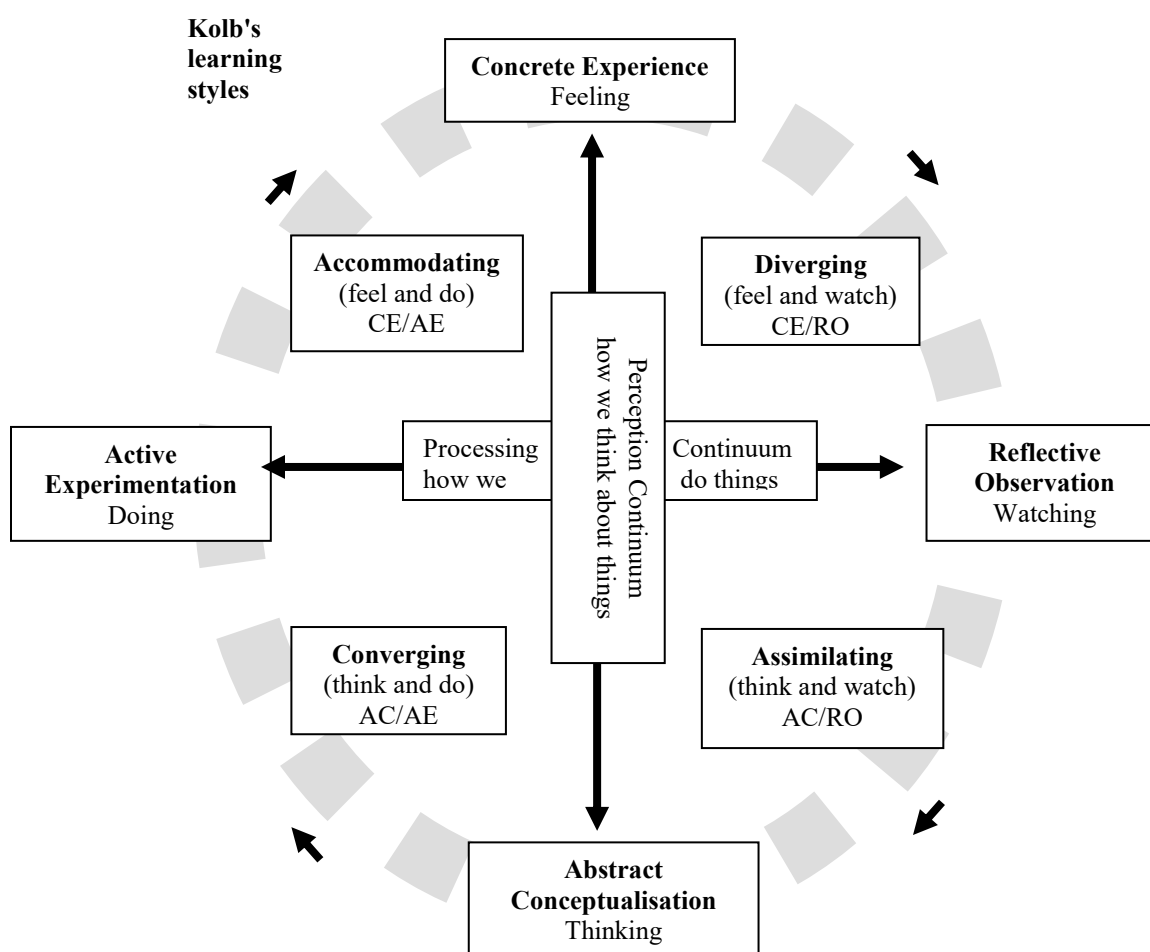 Kolb's
learning
styles
Concrete Experience
Feeling
Accommodating
(feel and do)
CE/AE
Diverging
(feel and watch)
CE/RO
Perception Continuum
how we think about things
Processing
how we
Continuum
do things
Active
Experimentation
Doing
Reflective
Observation
Watching
Converging
(think and do)
AC/AE
Assimilating
(think and watch)
AC/RO
Abstract
Conceptualisation
Thinking